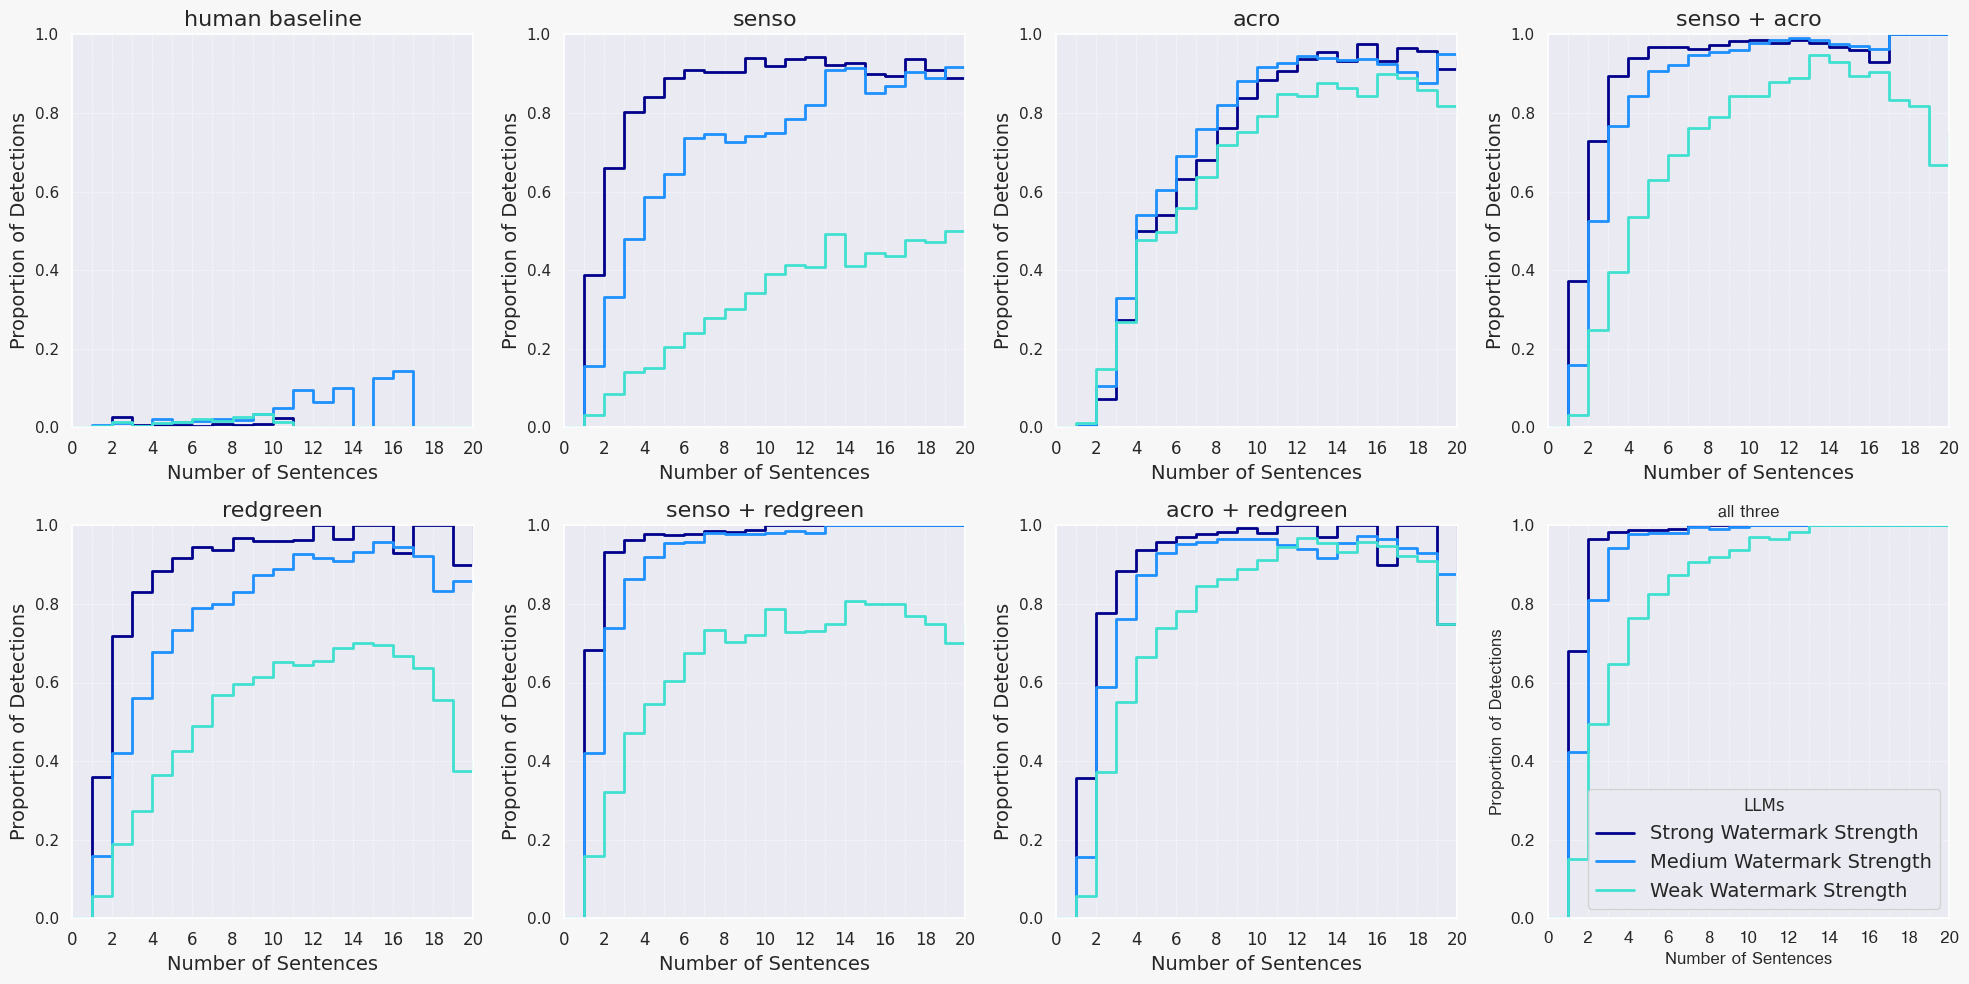 human baseline
Proportion of Detections
1.0
0.8
0.6
0.4
0.2
0.0
0 2 4 6 8 10 12 14 16 18 20
Number of Sentences
senso
Proportion of Detections
1.0
0.8
0.6
0.4
0.2
0.0
0 2 4 6 8 10 12 14 16 18 20
Number of Sentences
acro
Proportion of Detections
1.0
0.8
0.6
0.4
0.2
0.0
0 2 4 6 8 10 12 14 16 18 20
Number of Sentences
senso + acro
Proportion of Detections
1.0
0.8
0.6
0.4
0.2
0.0
0 2 4 6 8 10 12 14 16 18 20
Number of Sentences
redgreen
Proportion of Detections
1.0
0.8
0.6
0.4
0.2
0.0
0 2 4 6 8 10 12 14 16 18 20
Number of Sentences
senso + redgreen
Proportion of Detections
1.0
0.8
0.6
0.4
0.2
0.0
0 2 4 6 8 10 12 14 16 18 20
Number of Sentences
acro + redgreen
Proportion of Detections
1.0
0.8
0.6
0.4
0.2
0.0
0 2 4 6 8 10 12 14 16 18 20
Number of Sentences
all three
Proportion of Detections
1.0
0.8
0.6
0.4
0.2
0.0
LLMs
Strong Watermark Strength
Medium Watermark Strength
Weak Watermark Strength
0 2 4 6 8 10 12 14 16 18 20
Number of Sentences